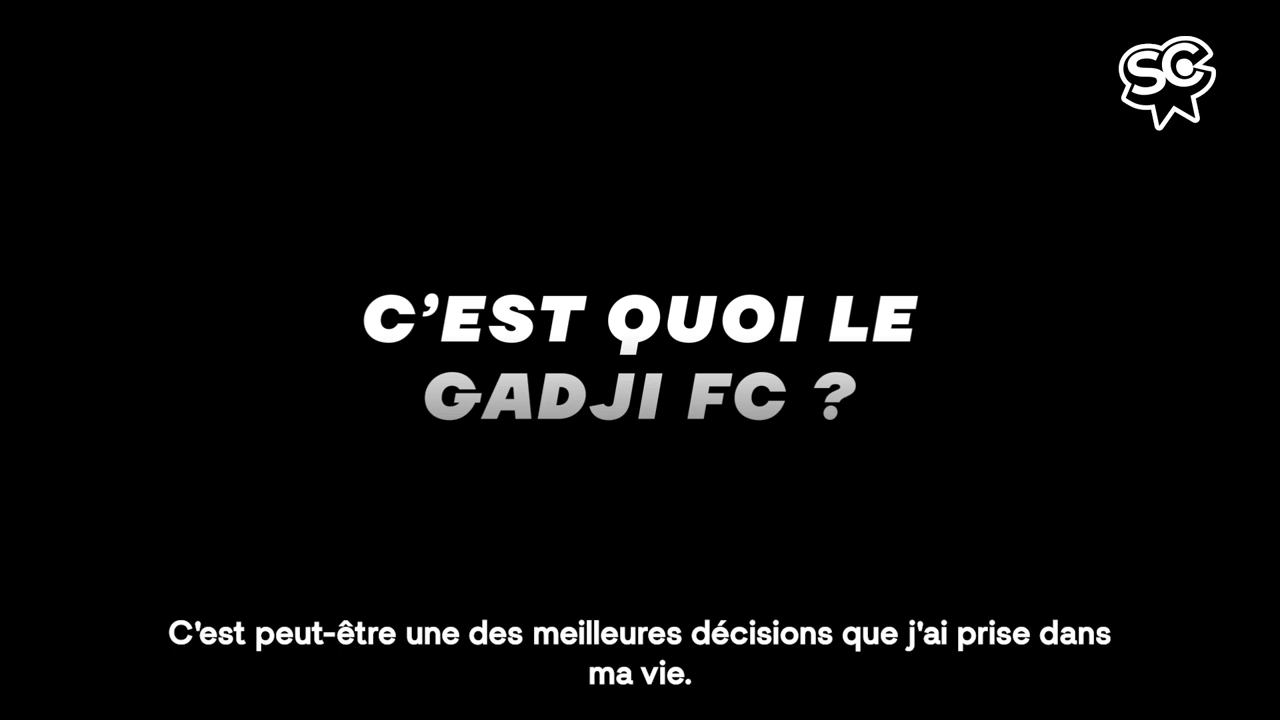 SC
C’EST QUOI LE
GADJI FC ?
C'est peut-être une des meilleures décisions que j'ai prise dans
ma vie.